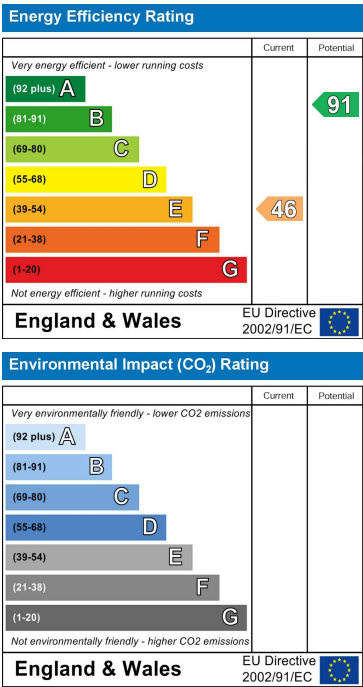 Energy Efficiency Rating
Current Potential
Very energy efficient - lower running costs
(92 plus) A
(81-91) B
(69-80) C
(55-68) D
(39-54) E
(21-38) F
(1-20) G
46
91
Not energy efficient - higher running costs
England & Wales
EU Directive
2002/91/EC
Environmental Impact (CO₂) Rating
Current Potential
Very environmentally friendly - lower CO2 emissions
(92 plus) A
(81-91) B
(69-80) C
(55-68) D
(39-54) E
(21-38) F
(1-20) G
Not environmentally friendly - higher CO2 emissions
England & Wales
EU Directive
2002/91/EC